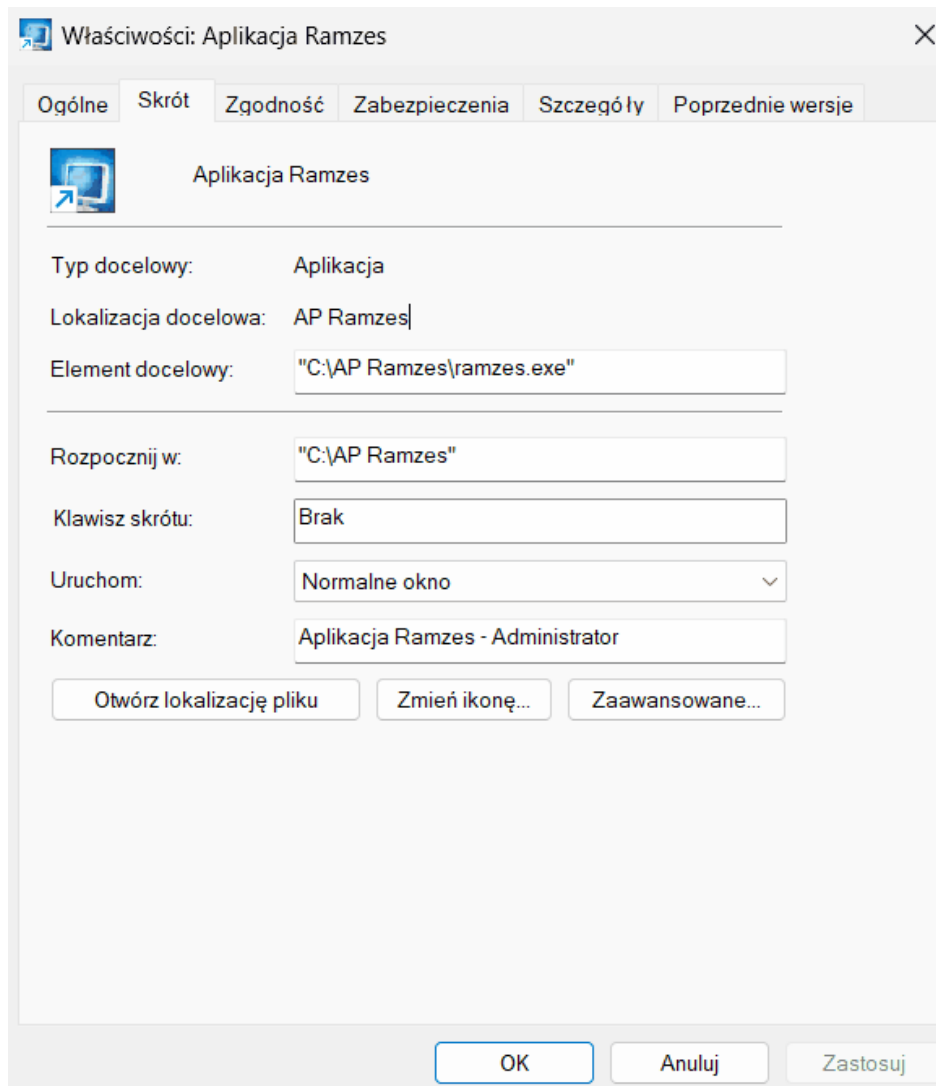 Właściwości: Aplikacja Ramzes
Ogólne Skrót Zgodność Zabezpieczenia Szczegóły Poprzednie wersje
Aplikacja Ramzes
Typ docelowy: Aplikacja
Lokalizacja docelowa: AP Ramzes
Element docelowy: "C:\AP Ramzes\ramzes.exe"
Rozpocznij w: "C:\AP Ramzes"
Klawisz skrótu: Brak
Uruchom: Normalne okno
Komentarz: Aplikacja Ramzes - Administrator
Otwórz lokalizację pliku Zmień ikonę... Zaawansowane...
OK Anuluj Zastosuj